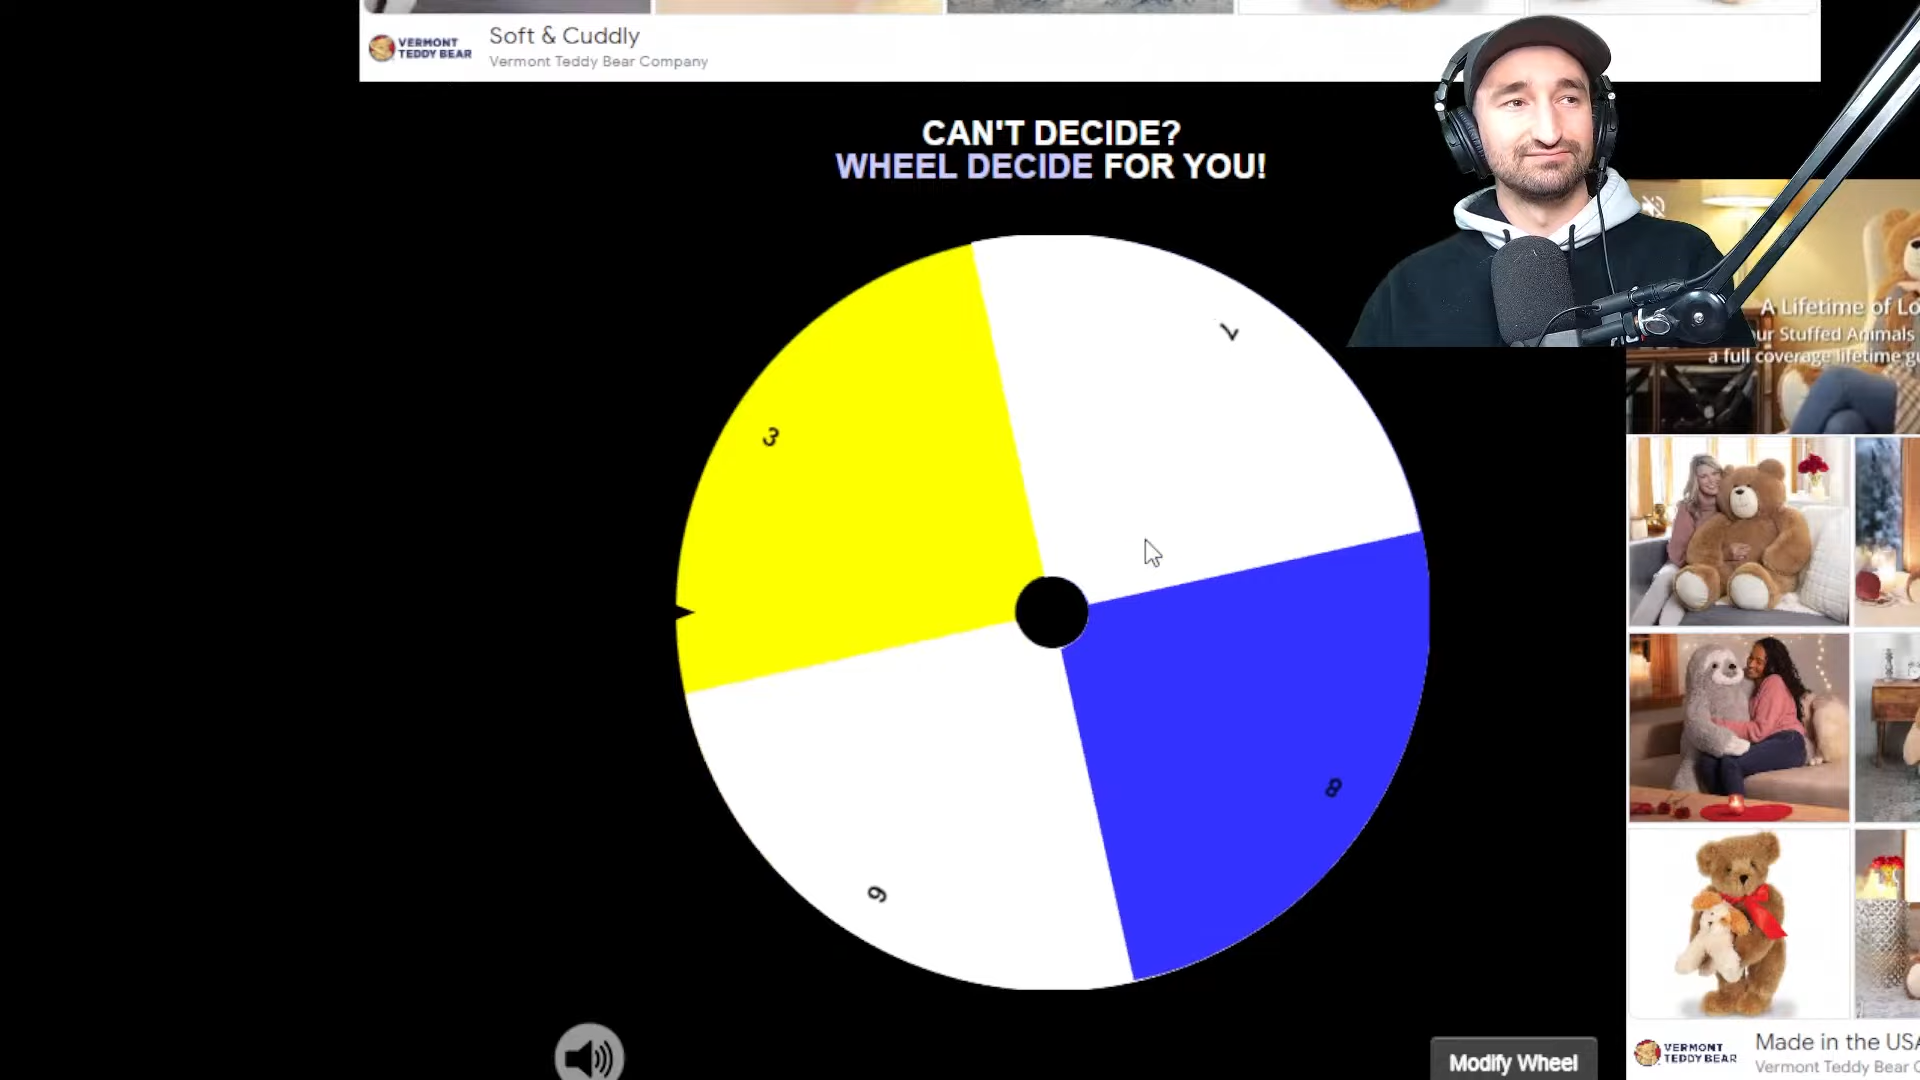 VERMONT
TEDDY BEAR
Soft & Cuddly
Vermont Teddy Bear Company
CAN'T DECIDE?
WHEEL DECIDE FOR YOU!
3
8
A Lifetime of Lo
ur Stuffed Animals
a full coverage lifetime gu
Modify Wheel
VERMONT
TEDDY BEAR
Made in the USA
Vermont Teddy Bear C